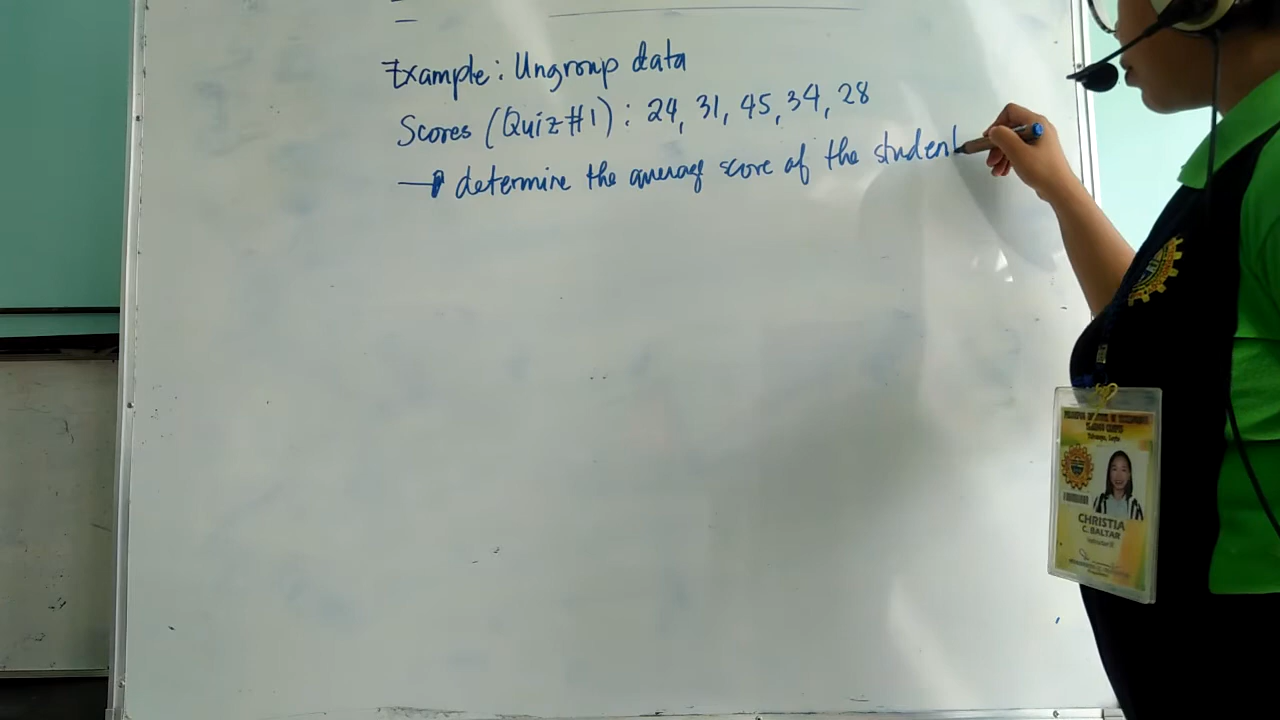 Example: Ungroup data
Scores (Quiz #1): 24, 31, 45, 34, 28
→ determine the average score of the student
CHRISTIA
C. BALTAR